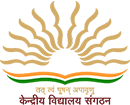 तत् त्वं पूषन् अपावृणु
केन्द्रीय विद्यालय संगठन